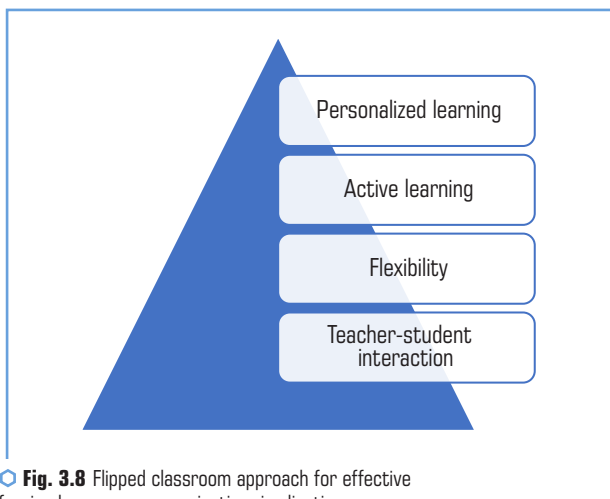 Personalized learning
Active learning
Flexibility
Teacher-student
interaction
Fig. 3.8 Flipped classroom approach for effective